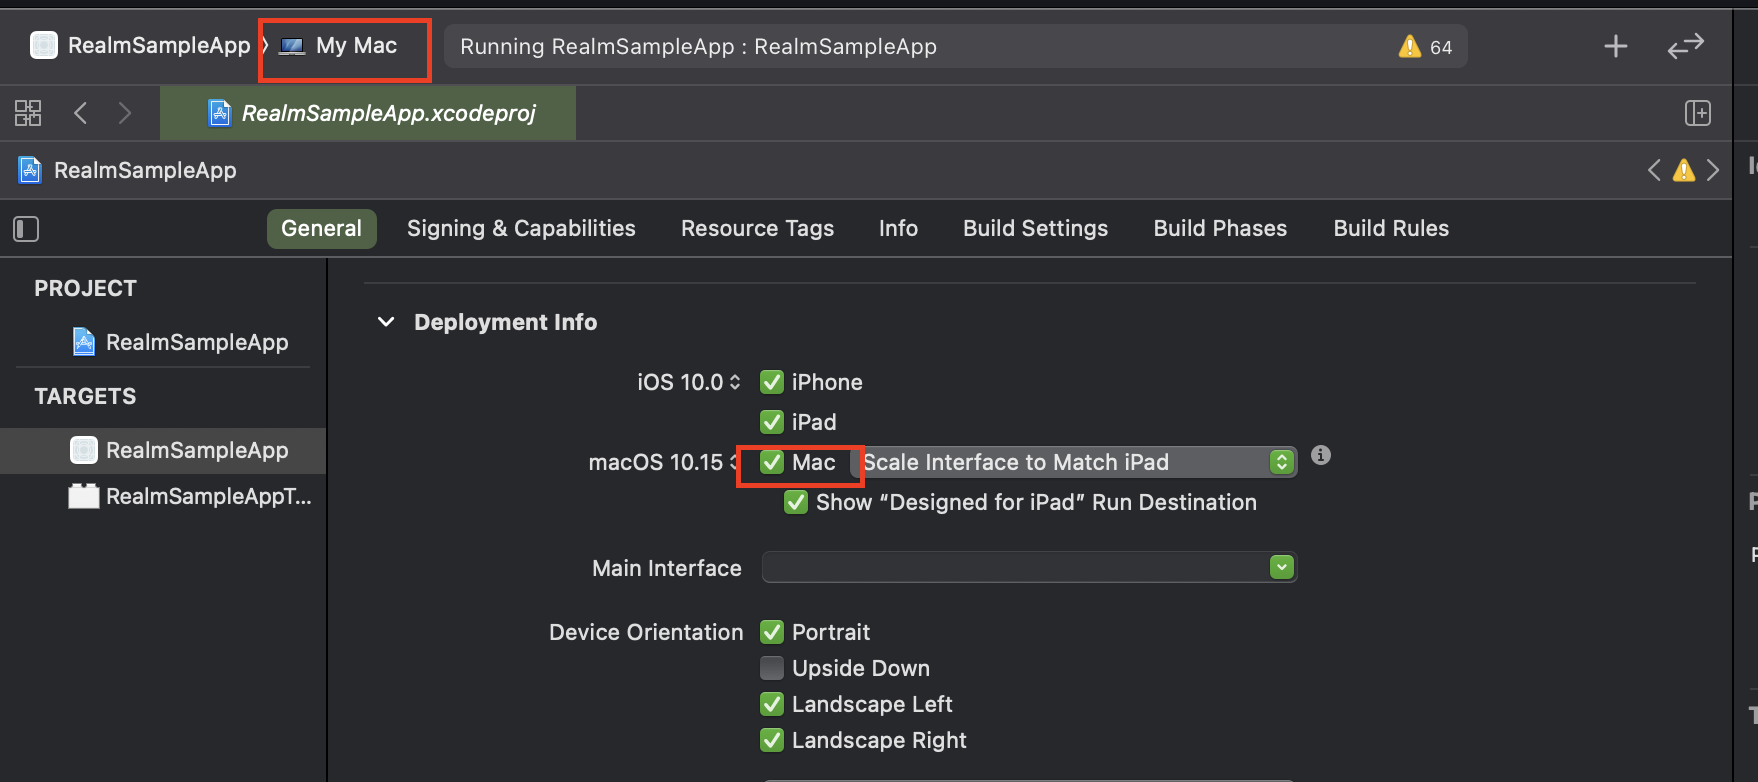 RealmSampleApp › My Mac
Running RealmSampleApp : RealmSampleApp 64
RealmSampleApp.xcodeproj
RealmSampleApp
General Signing & Capabilities Resource Tags Info Build Settings Build Phases Build Rules
PROJECT
RealmSampleApp
TARGETS
RealmSampleApp
RealmSampleAppT...
Deployment Info
iOS 10.0 iPhone
iPad
macOS 10.15 Mac Scale Interface to Match iPad
Show “Designed for iPad” Run Destination
Main Interface
Device Orientation Portrait
Upside Down
Landscape Left
Landscape Right